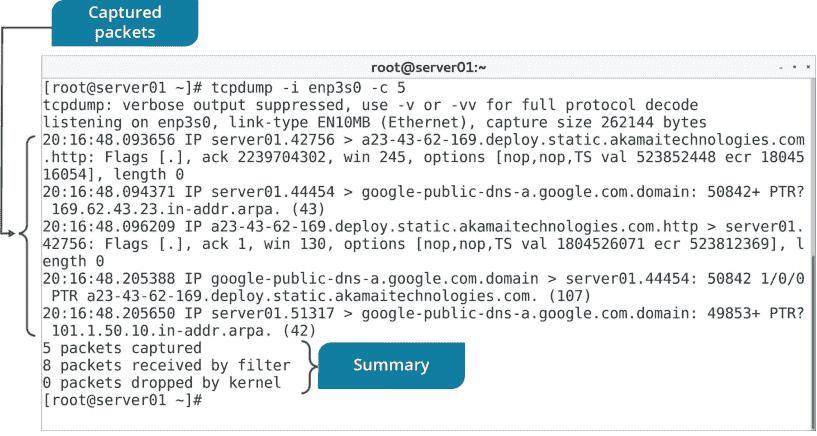 Captured
packets
root@server01:~
[root@server01 ~]# tcpdump -i enp3s0 -c 5
tcpdump: verbose output suppressed, use -v or -vv for full protocol decode
listening on enp3s0, link-type EN10MB (Ethernet), capture size 262144 bytes
20:16:48.093656 IP server01.42756 > a23-43-62-169.deploy.static.akamaitechnologies.com
.http: Flags [.], ack 2239704302, win 245, options [nop,nop,TS val 523852448 ecr 18045
16054], length 0
20:16:48.094371 IP server01.44454 > google-public-dns-a.google.com.domain: 50842+ PTR?
169.62.43.23.in-addr.arpa. (43)
20:16:48.096209 IP a23-43-62-169.deploy.static.akamaitechnologies.com.http > server01.
42756: Flags [.], ack 1, win 130, options [nop,nop,TS val 1804526071 ecr 523812369], l
ength 0
20:16:48.205388 IP google-public-dns-a.google.com.domain > server01.44454: 50842 1/0/0
PTR a23-43-62-169.deploy.static.akamaitechnologies.com. (107)
20:16:48.205650 IP server01.51317 > google-public-dns-a.google.com.domain: 49853+ PTR?
101.1.50.10.in-addr.arpa. (42)
5 packets captured
8 packets received by filter
0 packets dropped by kernel
Summary
[root@server01 ~]#